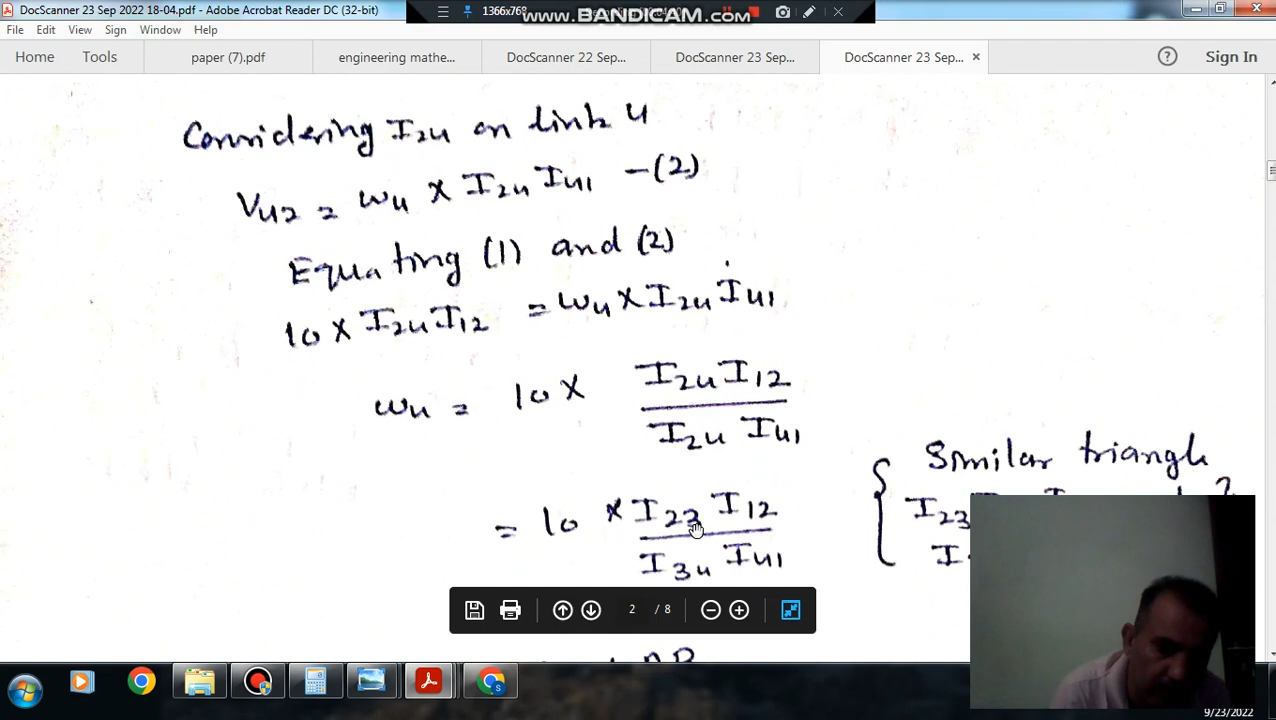 DocScanner 23 Sep 2022 18-04.pdf - Adobe Acrobat Reader DC (32-bit)
1366x768
www.BANDICAM.com
File Edit View Sign Window Help
Home Tools paper (7).pdf engineering mathe... DocScanner 22 Sep... DocScanner 23 Sep... DocScanner 23 Sep... × ? Sign In
Considering I24 on link 4
V42 = ω4 × I24 I41 -(2)
Equating (1) and (2)
10 × I24 I12 = ω4 × I24 I41
ω4 = 10 × I24 I12
I24 I41
= 10 × I23 I12
I34 I41
{ Similar triangle
I23
2 / 8
9/23/2022